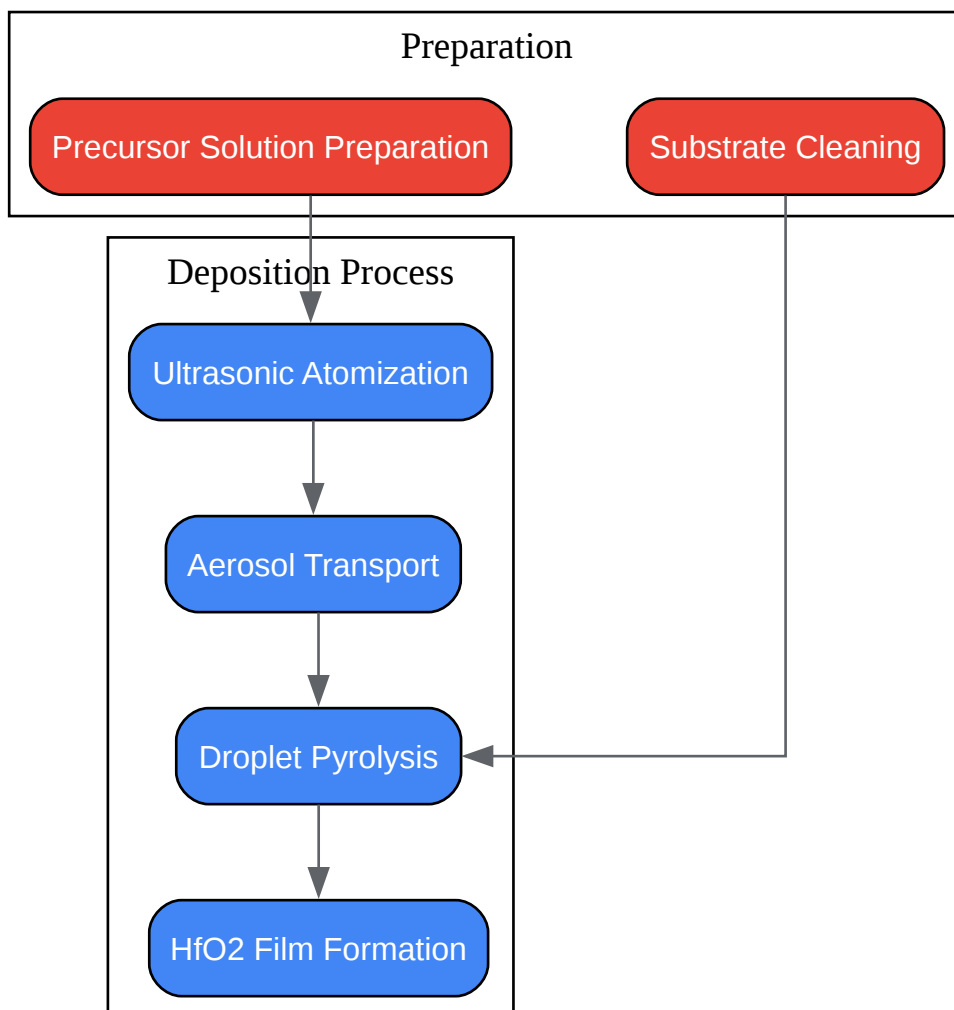 Preparation
Precursor Solution Preparation
Substrate Cleaning
Deposition Process
Ultrasonic Atomization
Aerosol Transport
Droplet Pyrolysis
HfO2 Film Formation